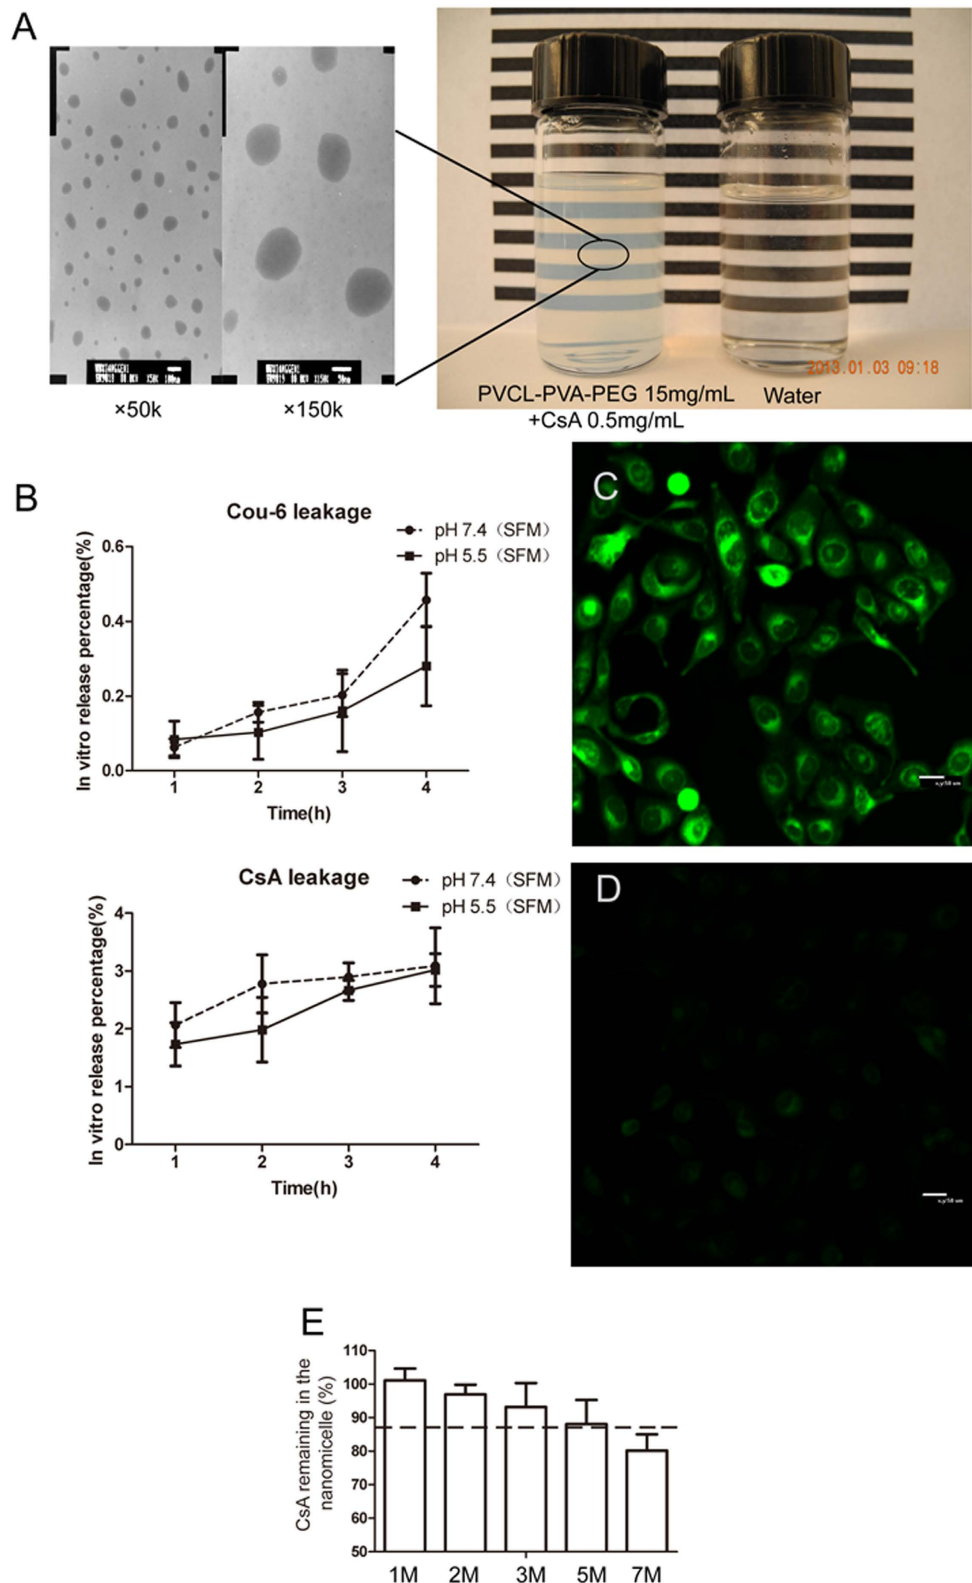 A
×50k
×150k
2013.01.03 09:18
PVCL-PVA-PEG 15mg/mL
+CsA 0.5mg/mL
Water
B
Cou-6 leakage
pH 7.4 (SFM)
pH 5.5 (SFM)
In vitro release percentage(%)
0.6
0.4
0.2
0.0
1 2 3 4
Time(h)
CsA leakage
pH 7.4 (SFM)
pH 5.5 (SFM)
In vitro release percentage(%)
4
3
2
1
0
1 2 3 4
Time(h)
C
D
E
CsA remaining in the
nanomicelle (%)
110
100
90
80
70
60
50
1M 2M 3M 5M 7M